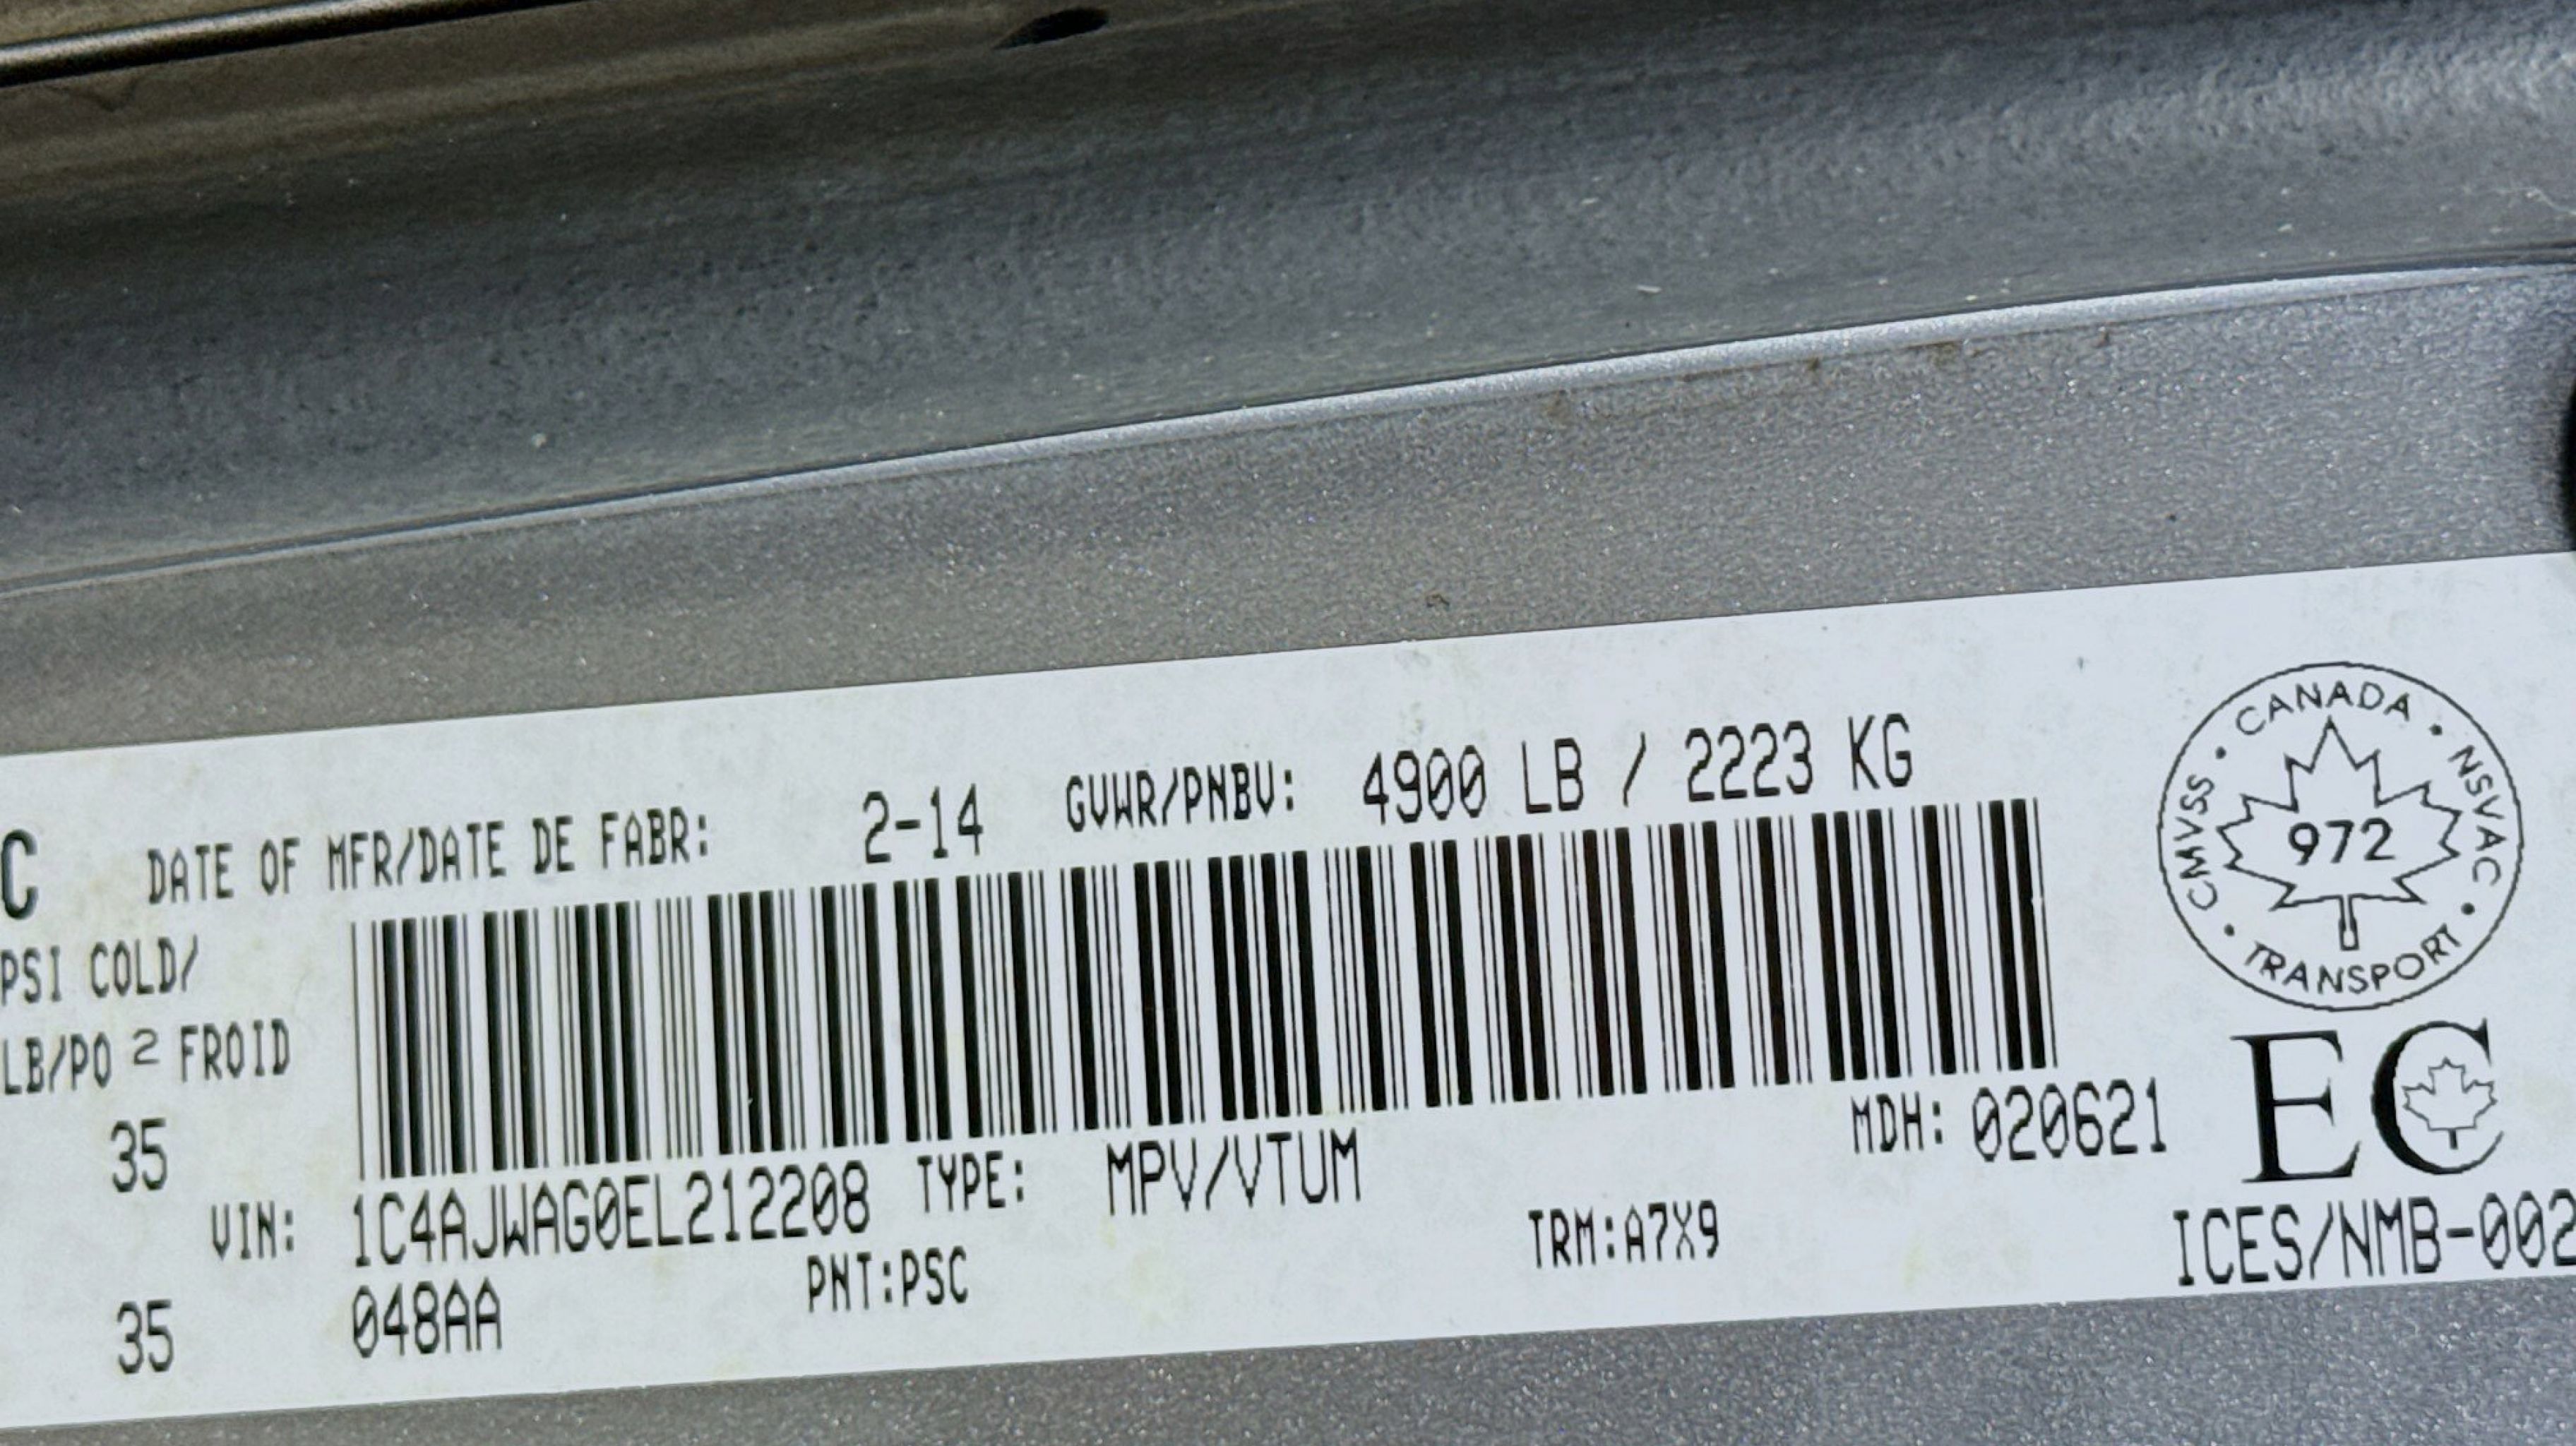 C DATE OF MFR/DATE DE FABR: 2-14 GVWR/PNBV: 4900 LB / 2223 KG
PSI COLD/
LB/PO 2 FROID
35
VIN: 1C4AJWAG0EL212208 TYPE: MPV/VTUM MDH: 020621
35 048AA PNT:PSC TRM:A7X9
CANADA · NSVAC · TRANSPORT · CMVSS ·
972
EC
ICES/NMB-002